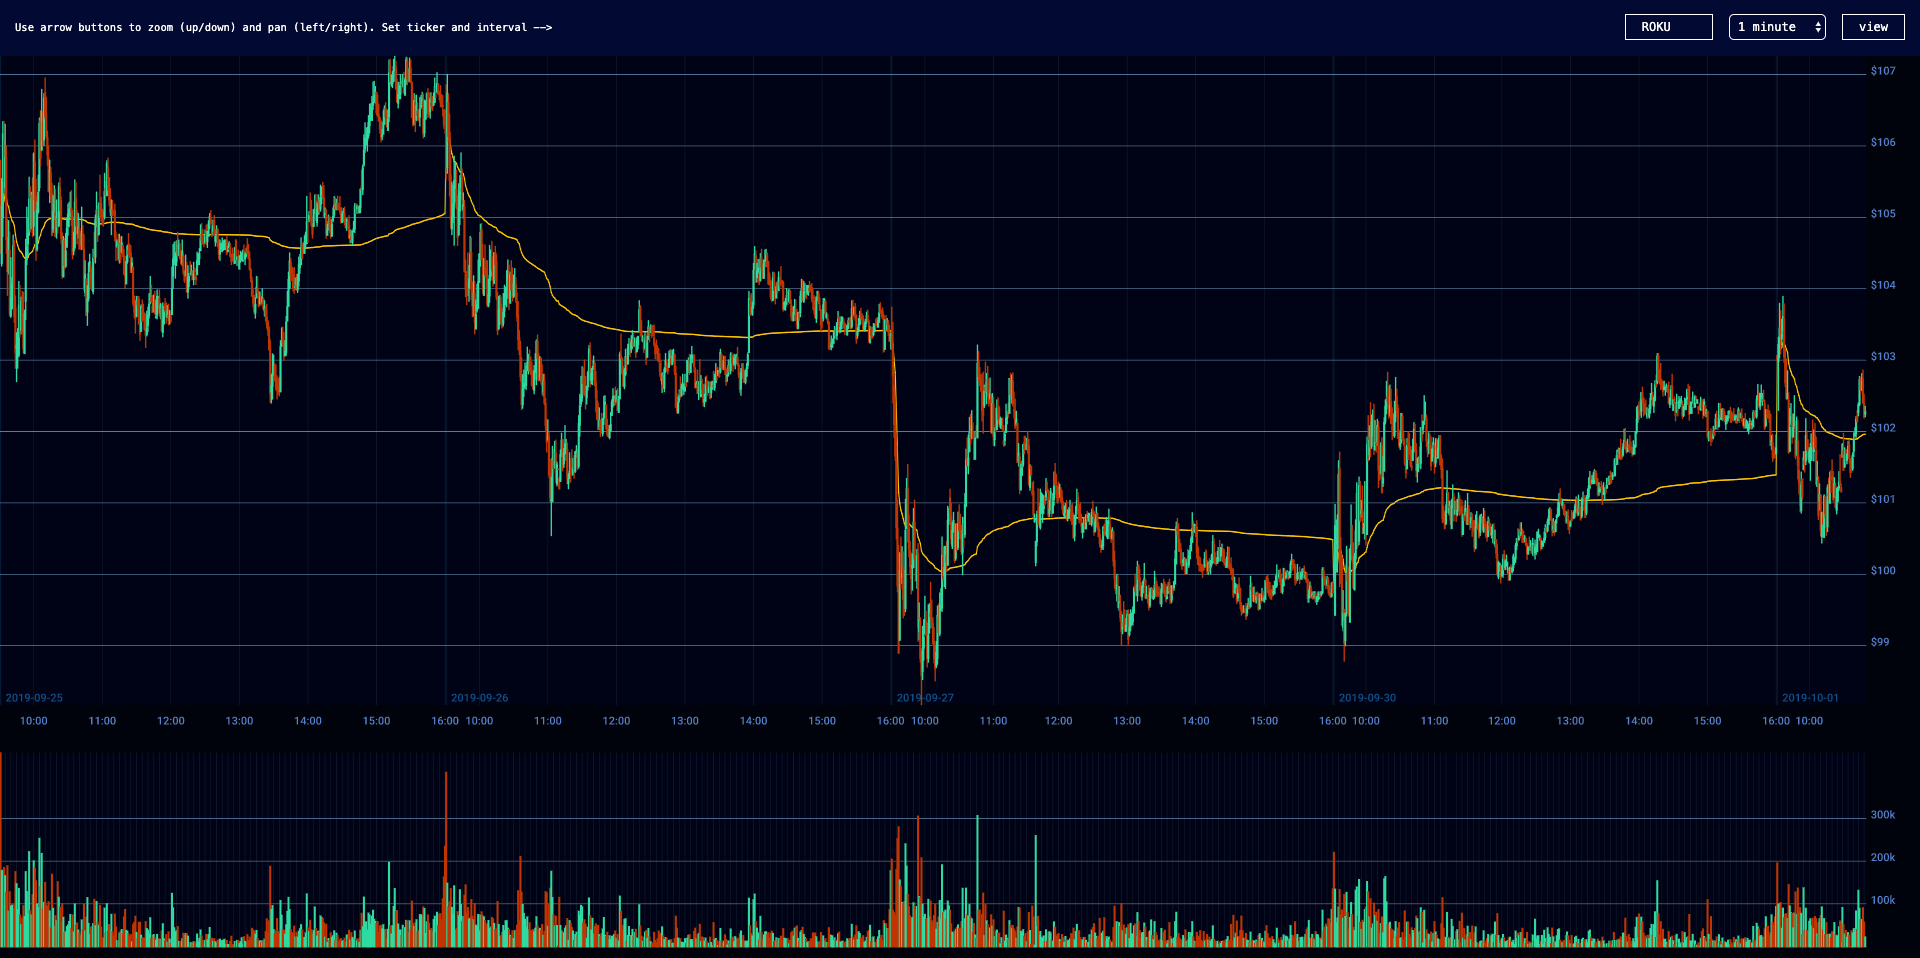 Use arrow buttons to zoom (up/down) and pan (left/right). Set ticker and interval -->
ROKU
1 minute
view
$107
$106
$105
$104
$103
$102
$101
$100
$99
2019-09-25 2019-09-26 2019-09-27 2019-09-30 2019-10-01
10:00 11:00 12:00 13:00 14:00 15:00 16:00 10:00 11:00 12:00 13:00 14:00 15:00 16:00 10:00 11:00 12:00 13:00 14:00 15:00 16:00 10:00 11:00 12:00 13:00 14:00 15:00 16:00 10:00
300k
200k
100k